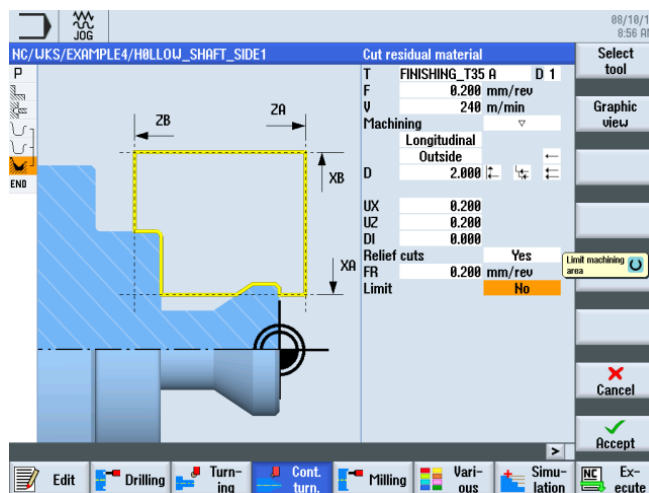 08/10/1
8:56 A
JOG
NC/WKS/EXAMPLE4/HOLLOW_SHAFT_SIDE1
Cut residual material
Select tool
P
END
ZB
ZA
XB
XA
T FINISHING_T35 A D 1
F 0.200 mm/rev
V 240 m/min
Machining ▽
Longitudinal
Outside ←
D 2.000
UX 0.200
UZ 0.200
DI 0.000
Relief cuts Yes
FR 0.200 mm/rev
Limit No
Graphic view
Limit machining area
Cancel
Accept
>
Edit
Drilling
Turn-
ing
Cont.
turn.
Milling
Vari-
ous
Simu-
lation
NC
Ex-
ecute